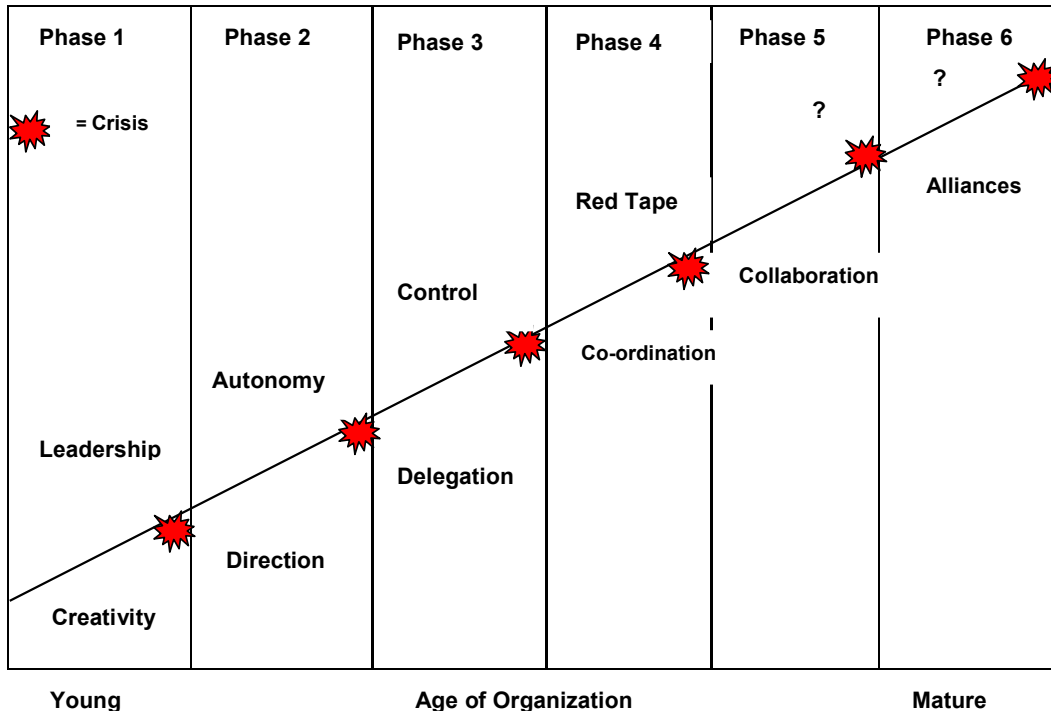 Phase 1 Phase 2 Phase 3 Phase 4 Phase 5 Phase 6
?
?
= Crisis
Alliances
Red Tape
Collaboration
Control
Co-ordination
Autonomy
Leadership
Delegation
Direction
Creativity
Young Age of Organization Mature